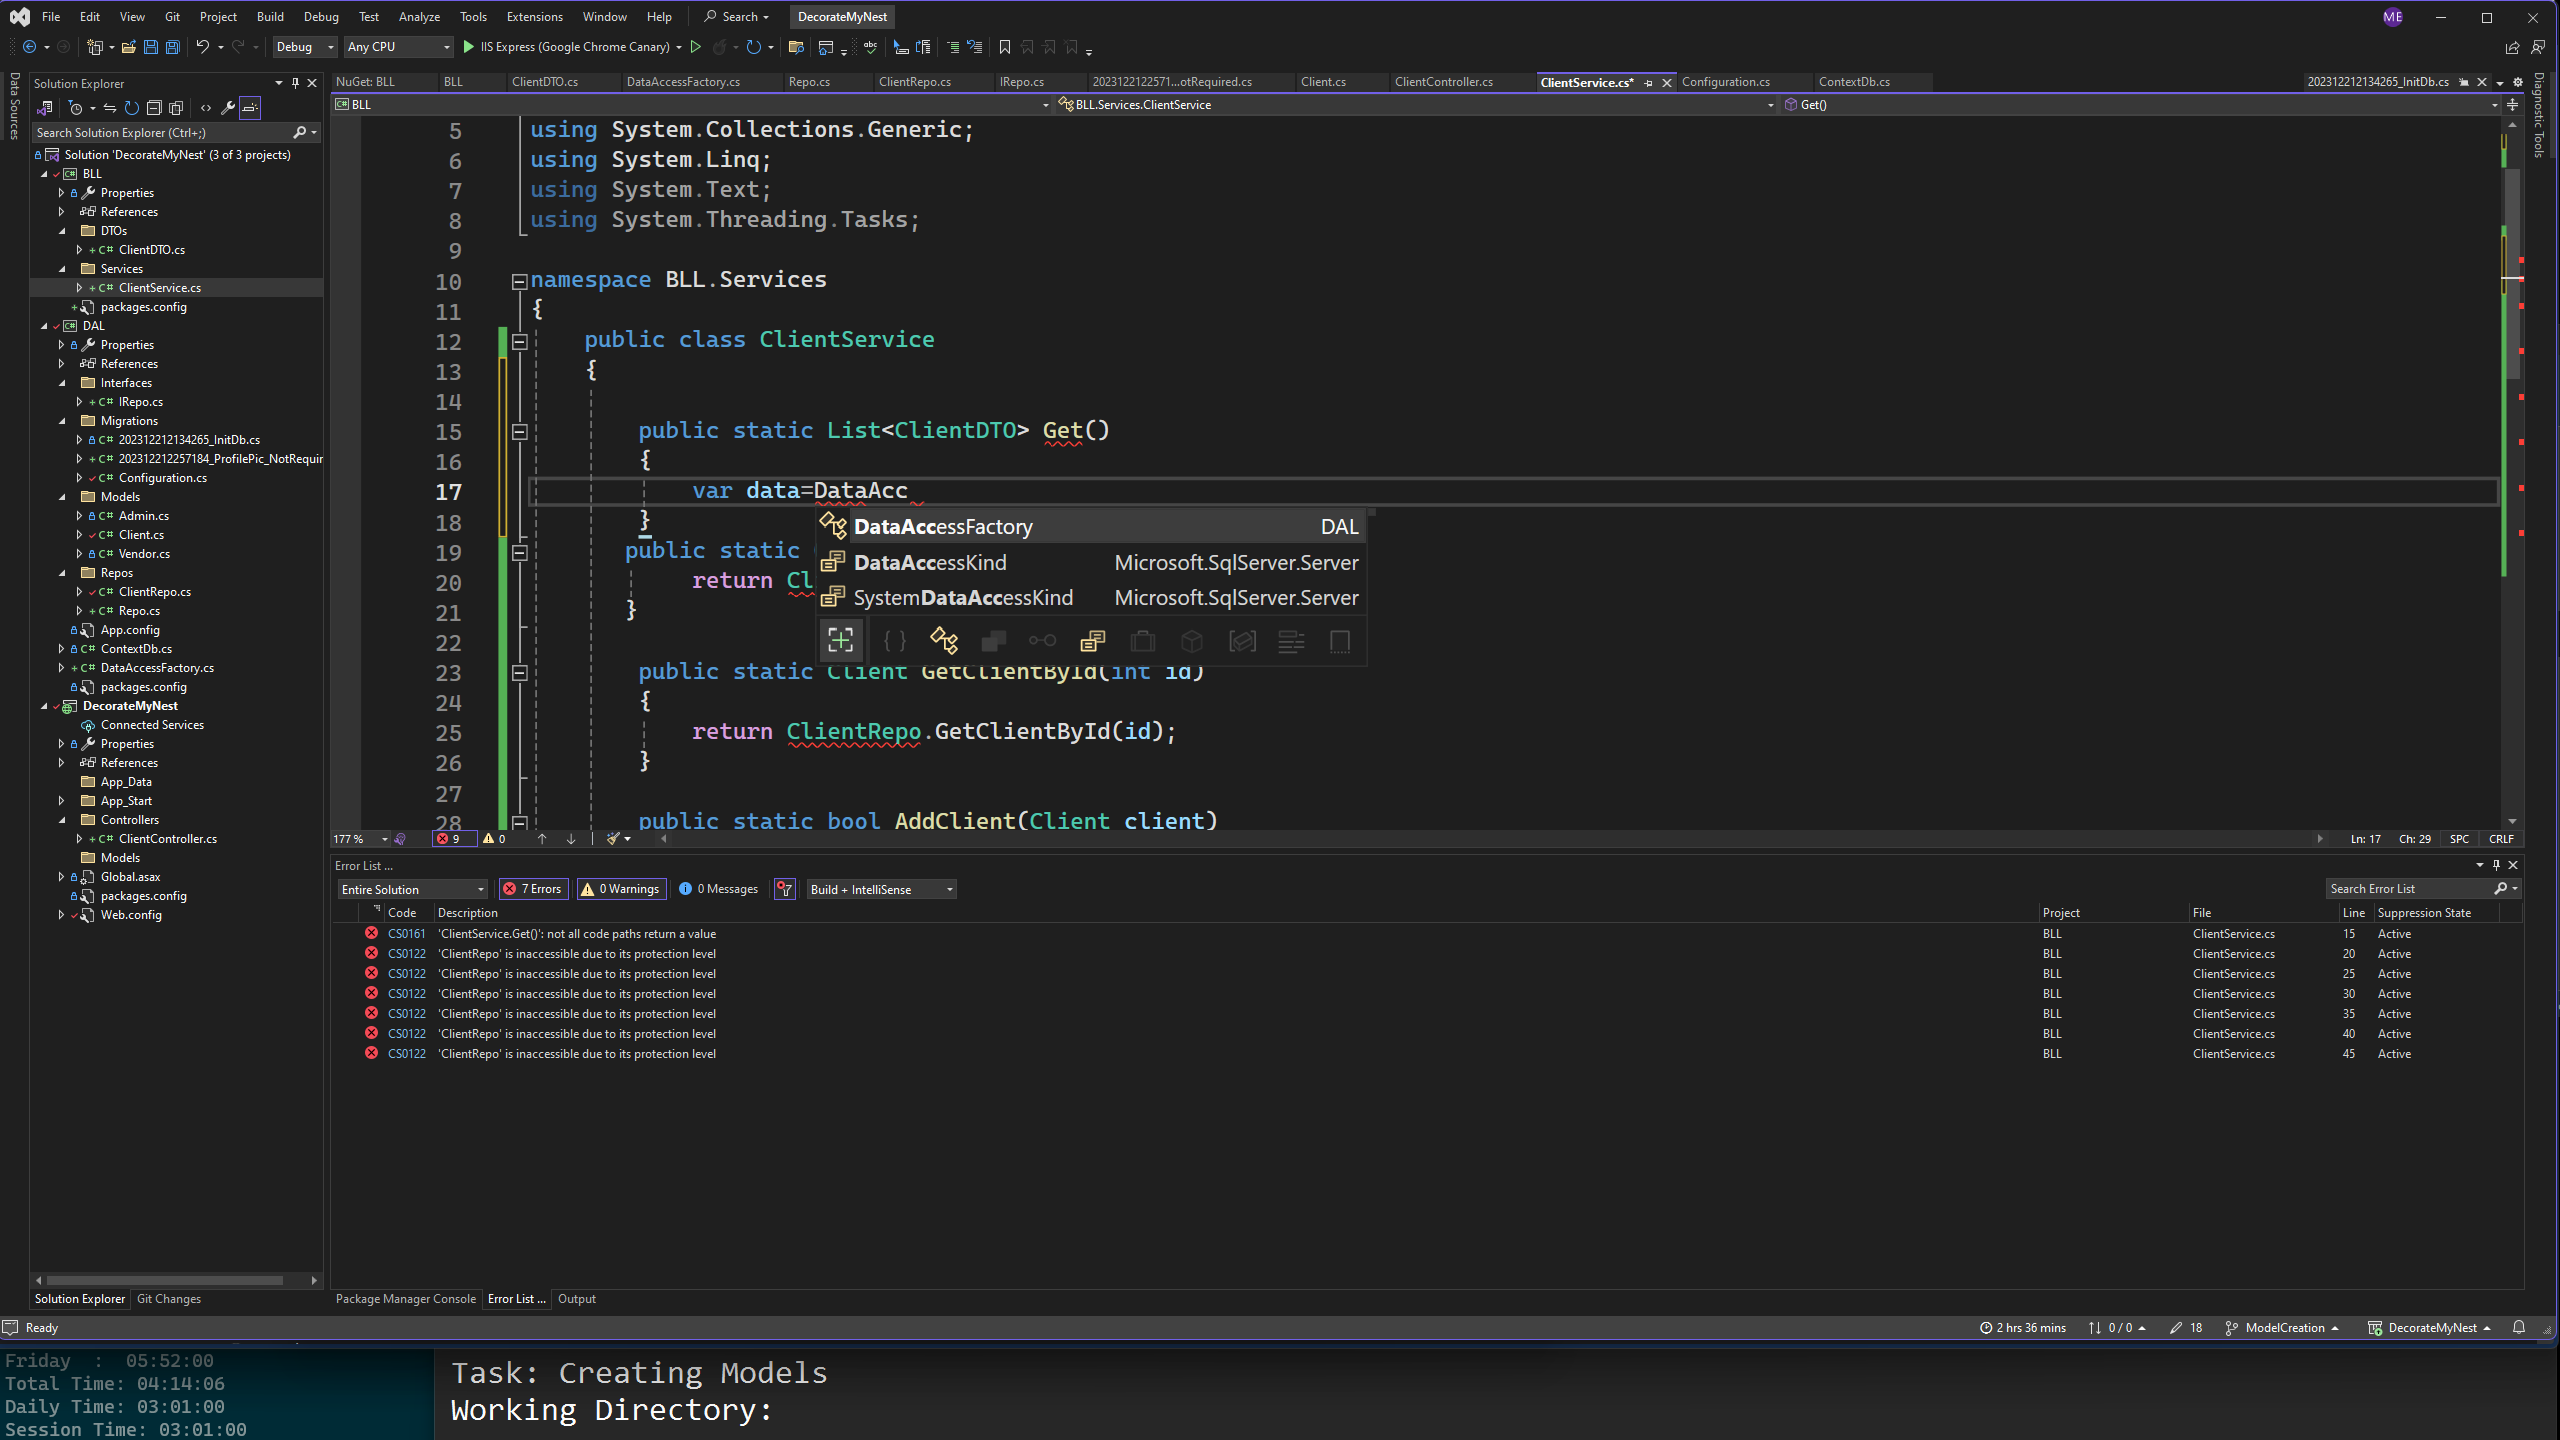 File Edit View Git Project Build Debug Test Analyze Tools Extensions Window Help Search DecorateMyNest ME
Debug Any CPU IIS Express (Google Chrome Canary)
Data Sources
Solution Explorer
Search Solution Explorer (Ctrl+;)
Solution 'DecorateMyNest' (3 of 3 projects)
BLL
Properties
References
DTOs
C# ClientDTO.cs
Services
C# ClientService.cs
packages.config
DAL
Properties
References
Interfaces
C# IRepo.cs
Migrations
C# 202312212134265_InitDb.cs
C# 202312212257184_ProfilePic_NotRequir
C# Configuration.cs
Models
C# Admin.cs
C# Client.cs
C# Vendor.cs
Repos
C# ClientRepo.cs
C# Repo.cs
App.config
C# ContextDb.cs
C# DataAccessFactory.cs
packages.config
DecorateMyNest
Connected Services
Properties
References
App_Data
App_Start
Controllers
C# ClientController.cs
Models
Global.asax
packages.config
Web.config
Solution Explorer Git Changes
NuGet: BLL BLL ClientDTO.cs DataAccessFactory.cs Repo.cs ClientRepo.cs IRepo.cs 2023122122571...otRequired.cs Client.cs ClientController.cs ClientService.cs* Configuration.cs ContextDb.cs 202312212134265_InitDb.cs
C# BLL BLL.Services.ClientService Get()
5 using System.Collections.Generic;
6 using System.Linq;
7 using System.Text;
8 using System.Threading.Tasks;
9
10 namespace BLL.Services
11 {
12 public class ClientService
13 {
14
15 public static List<ClientDTO> Get()
16 {
17 var data=DataAcc
18 }
19 public static
20 return Cl
21 }
22
23 public static Client GetClientById(int id)
24 {
25 return ClientRepo.GetClientById(id);
26 }
27
28 public static bool AddClient(Client client)
DataAccessFactory DAL
DataAccessKind Microsoft.SqlServer.Server
SystemDataAccessKind Microsoft.SqlServer.Server
177 % 9 0 Ln: 17 Ch: 29 SPC CRLF
Diagnostic Tools
Error List ...
Entire Solution 7 Errors 0 Warnings 0 Messages Build + IntelliSense Search Error List
Code Description Project File Line Suppression State
CS0161 'ClientService.Get()': not all code paths return a value BLL ClientService.cs 15 Active
CS0122 'ClientRepo' is inaccessible due to its protection level BLL ClientService.cs 20 Active
CS0122 'ClientRepo' is inaccessible due to its protection level BLL ClientService.cs 25 Active
CS0122 'ClientRepo' is inaccessible due to its protection level BLL ClientService.cs 30 Active
CS0122 'ClientRepo' is inaccessible due to its protection level BLL ClientService.cs 35 Active
CS0122 'ClientRepo' is inaccessible due to its protection level BLL ClientService.cs 40 Active
CS0122 'ClientRepo' is inaccessible due to its protection level BLL ClientService.cs 45 Active
Package Manager Console Error List ... Output
Ready 2 hrs 36 mins 0 / 0 18 ModelCreation DecorateMyNest
Friday : 05:52:00
Total Time: 04:14:06
Daily Time: 03:01:00
Session Time: 03:01:00
Task: Creating Models
Working Directory: